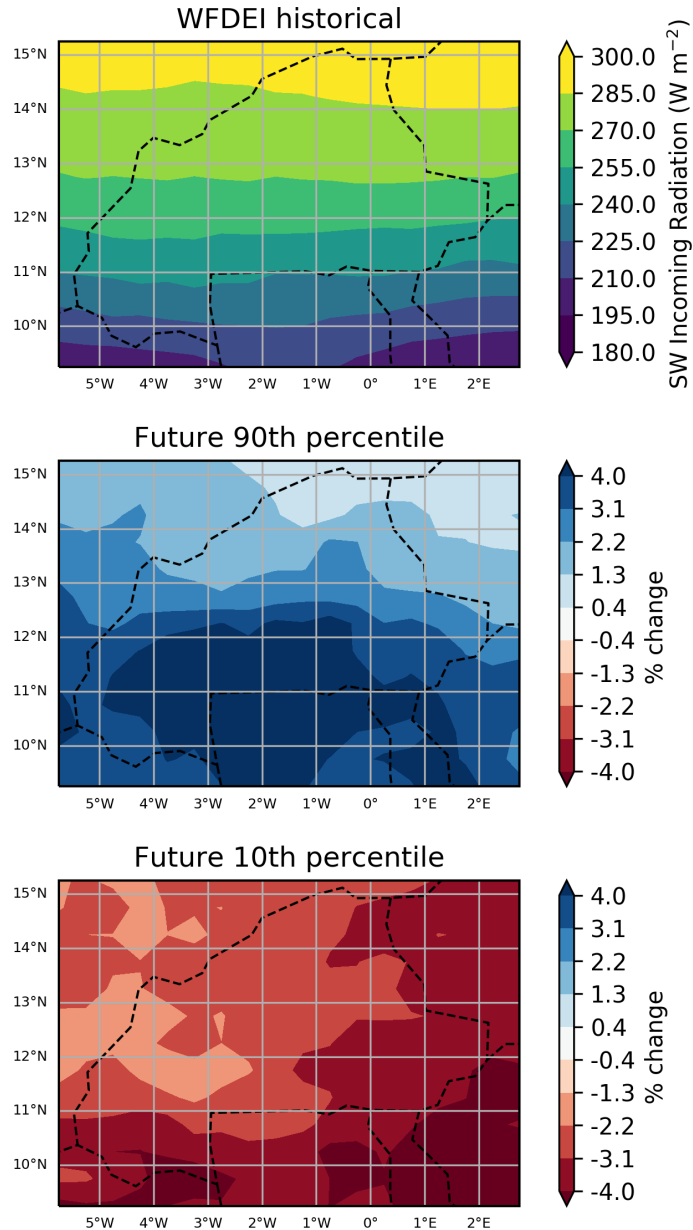 WFDEI historical
15°N
14°N
13°N
12°N
11°N
10°N
5°W 4°W 3°W 2°W 1°W 0° 1°E 2°E
300.0
285.0
270.0
255.0
240.0
225.0
210.0
195.0
180.0
SW Incoming Radiation (W m⁻²)
Future 90th percentile
15°N
14°N
13°N
12°N
11°N
10°N
5°W 4°W 3°W 2°W 1°W 0° 1°E 2°E
4.0
3.1
2.2
1.3
0.4
-0.4
-1.3
-2.2
-3.1
-4.0
% change
Future 10th percentile
15°N
14°N
13°N
12°N
11°N
10°N
5°W 4°W 3°W 2°W 1°W 0° 1°E 2°E
4.0
3.1
2.2
1.3
0.4
-0.4
-1.3
-2.2
-3.1
-4.0
% change